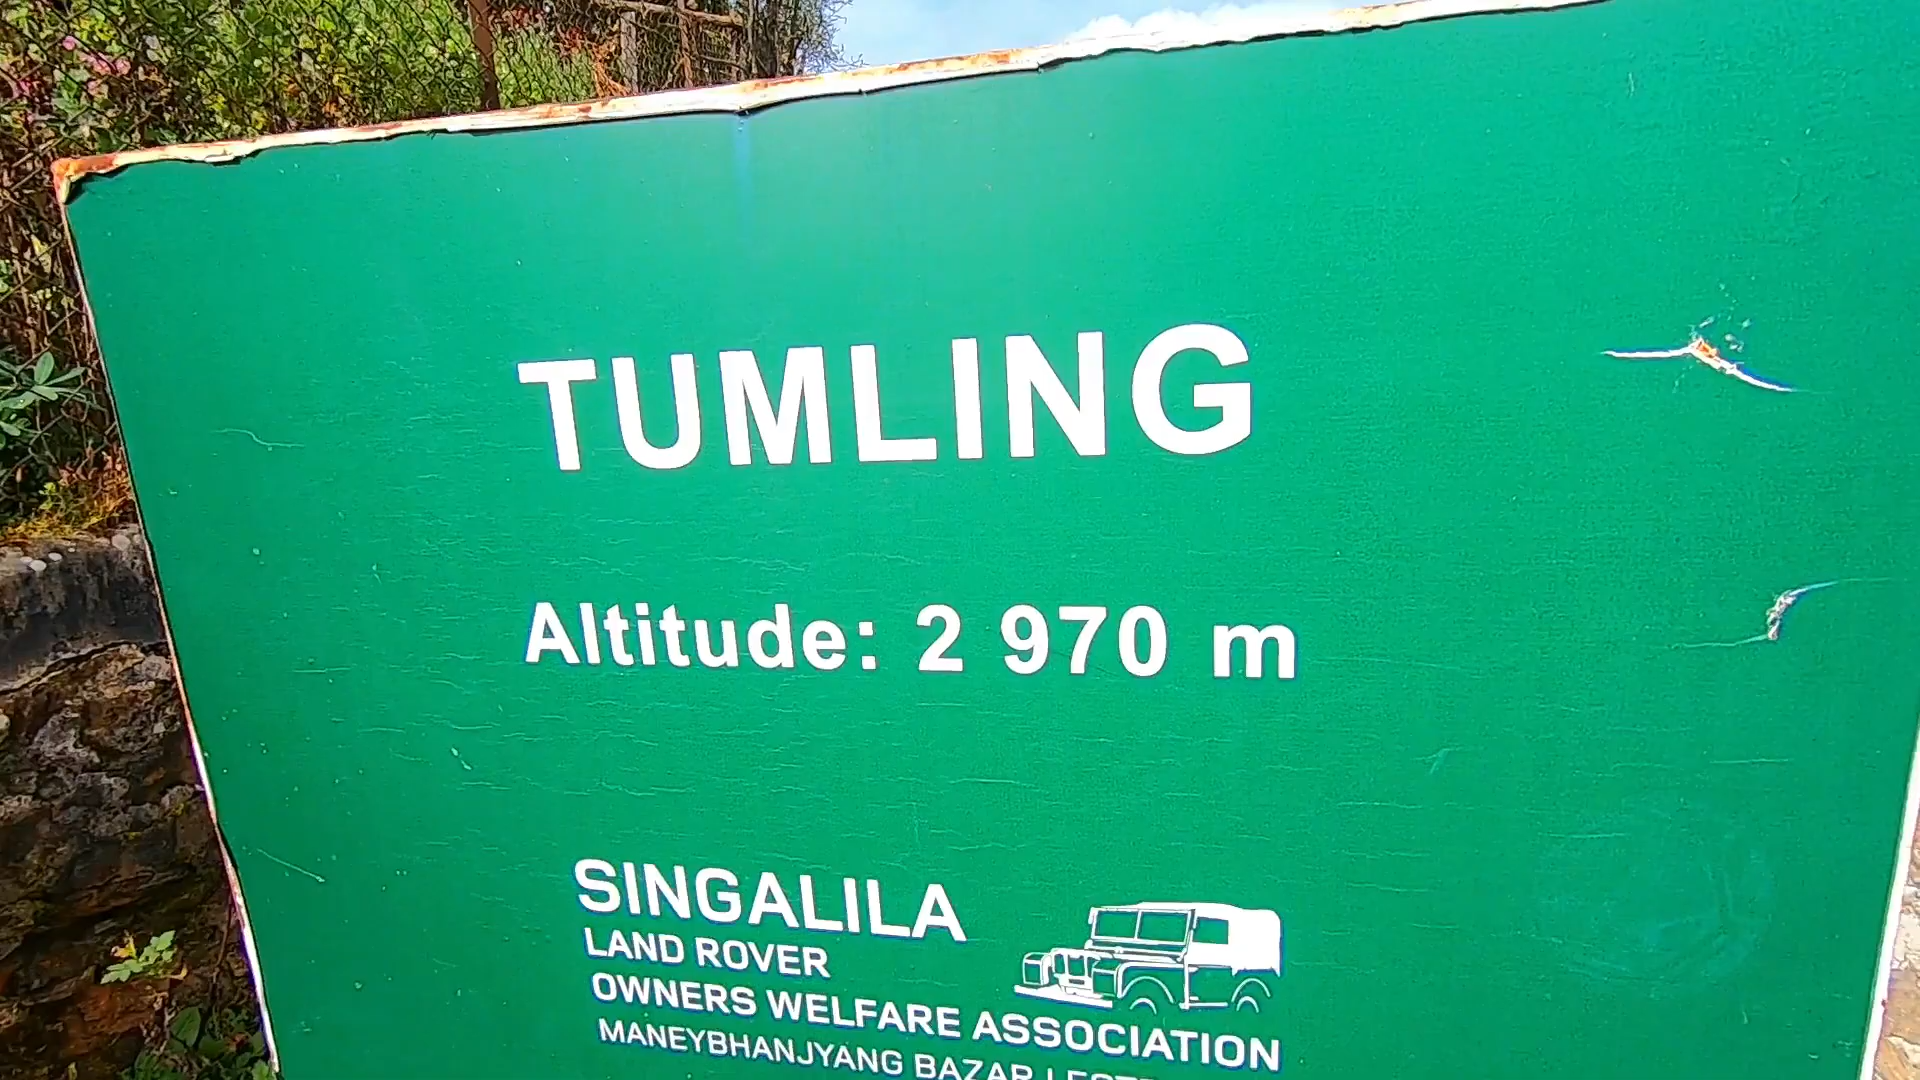 TUMLING
Altitude: 2 970 m
SINGALILA
LAND ROVER
OWNERS WELFARE ASSOCIATION
MANEYBHANJYANG BAZAR